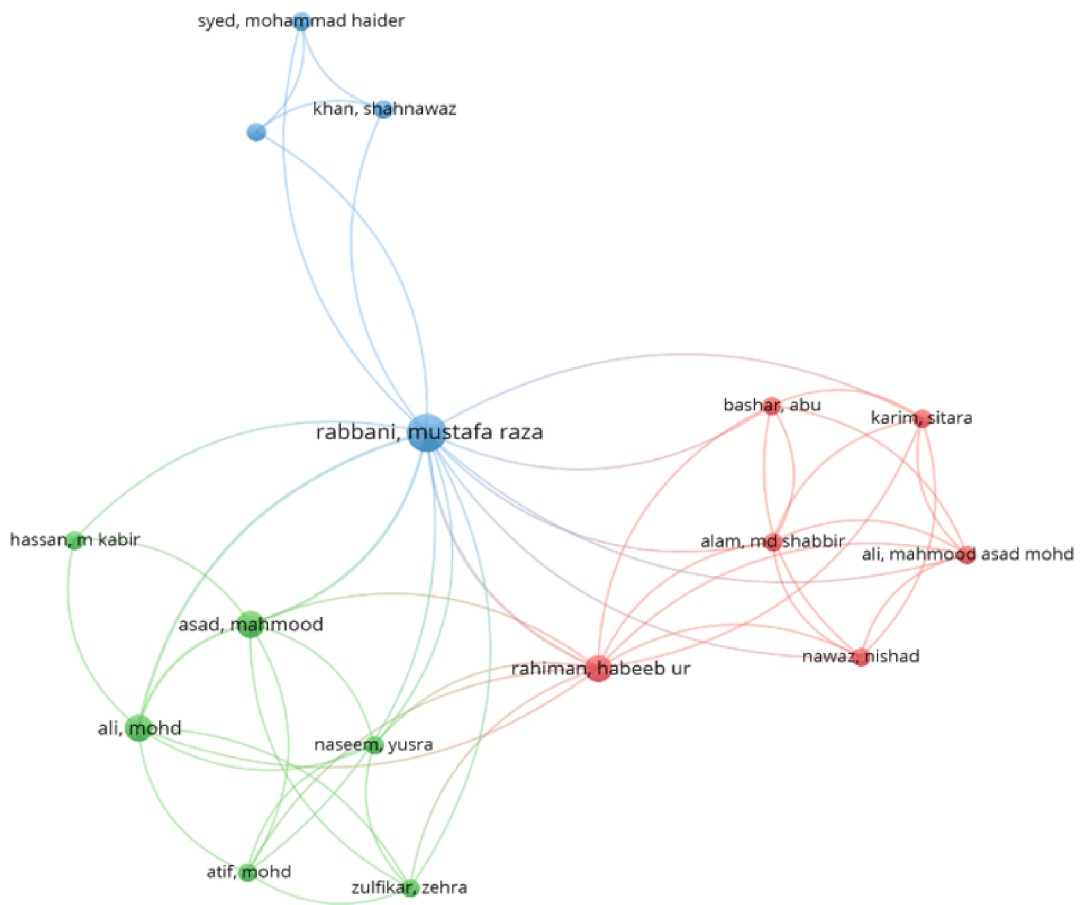 syed, mohammad haider
khan, shahnawaz
bashar, abu
karim, sitara
rabbani, mustafa raza
hassan, m kabir
alam, md shabbir
ali, mahmood asad mohd
asad, mahmood
nawaz, nishad
rahiman, habeeb ur
ali, mohd
naseem, yusra
atif, mohd
zulfikar, zehra